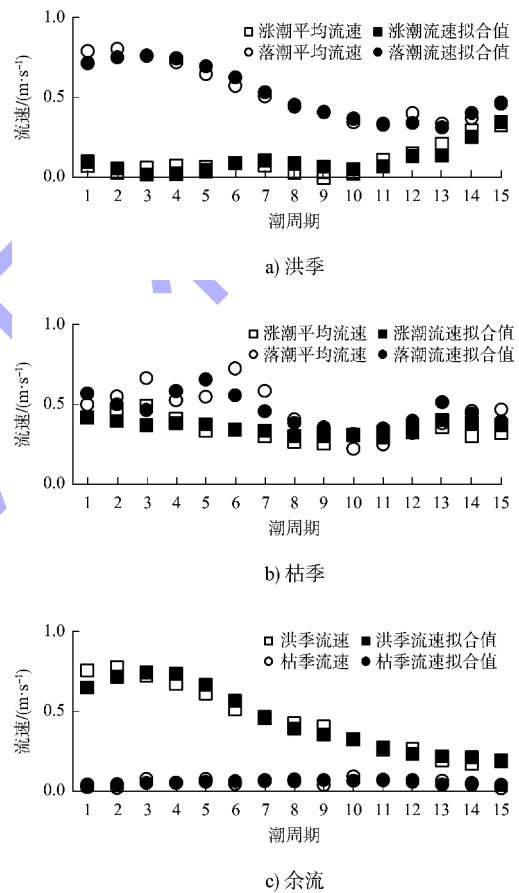 1.0
□涨潮平均流速 ■涨潮流速拟合值
○落潮平均流速 ●落潮流速拟合值
流速/(m·s⁻¹)
0.5
0.0
1 2 3 4 5 6 7 8 9 10 11 12 13 14 15
潮周期
a) 洪季
1.0
□涨潮平均流速 ■涨潮流速拟合值
○落潮平均流速 ●落潮流速拟合值
流速/(m·s⁻¹)
0.5
0.0
1 2 3 4 5 6 7 8 9 10 11 12 13 14 15
潮周期
b) 枯季
1.0
□洪季流速 ■洪季流速拟合值
○枯季流速 ●枯季流速拟合值
流速/(m·s⁻¹)
0.5
0.0
1 2 3 4 5 6 7 8 9 10 11 12 13 14 15
潮周期
c) 余流